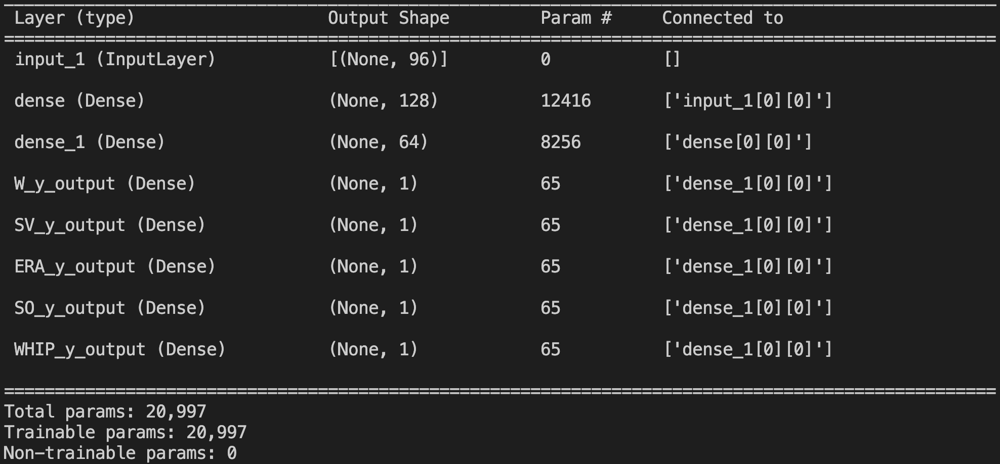 Layer (type) Output Shape Param # Connected to
input_1 (InputLayer) [(None, 96)] 0 []
dense (Dense) (None, 128) 12416 ['input_1[0][0]']
dense_1 (Dense) (None, 64) 8256 ['dense[0][0]']
W_y_output (Dense) (None, 1) 65 ['dense_1[0][0]']
SV_y_output (Dense) (None, 1) 65 ['dense_1[0][0]']
ERA_y_output (Dense) (None, 1) 65 ['dense_1[0][0]']
SO_y_output (Dense) (None, 1) 65 ['dense_1[0][0]']
WHIP_y_output (Dense) (None, 1) 65 ['dense_1[0][0]']
Total params: 20,997
Trainable params: 20,997
Non-trainable params: 0